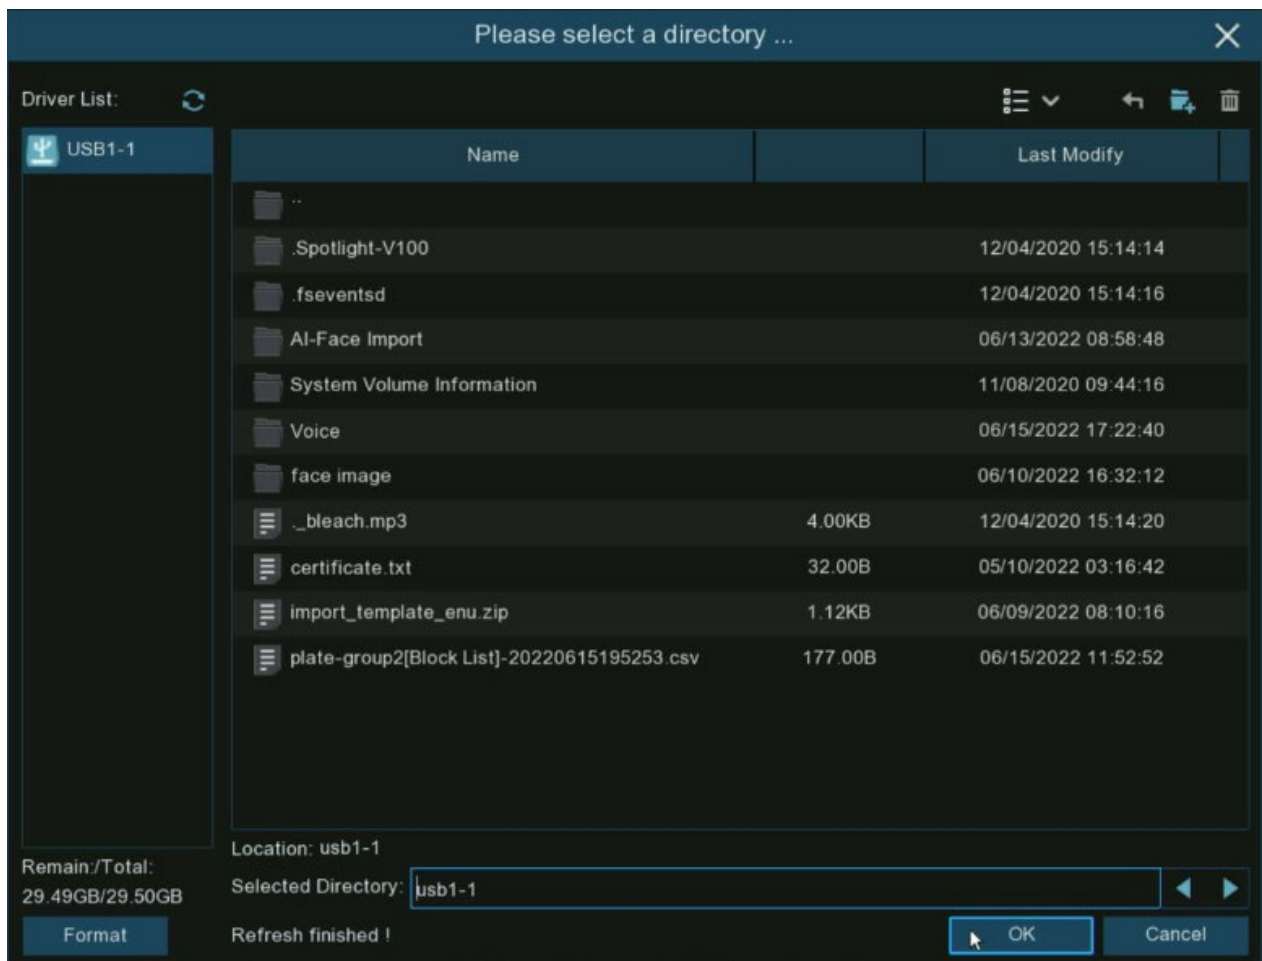 Please select a directory ...
Driver List:
USB1-1
Name Last Modify
..
.Spotlight-V100 12/04/2020 15:14:14
.fseventsd 12/04/2020 15:14:16
AI-Face Import 06/13/2022 08:58:48
System Volume Information 11/08/2020 09:44:16
Voice 06/15/2022 17:22:40
face image 06/10/2022 16:32:12
._bleach.mp3 4.00KB 12/04/2020 15:14:20
certificate.txt 32.00B 05/10/2022 03:16:42
import_template_enu.zip 1.12KB 06/09/2022 08:10:16
plate-group2[Block List]-20220615195253.csv 177.00B 06/15/2022 11:52:52
Remain:/Total:
29.49GB/29.50GB
Location: usb1-1
Selected Directory: usb1-1
Format
Refresh finished !
OK
Cancel